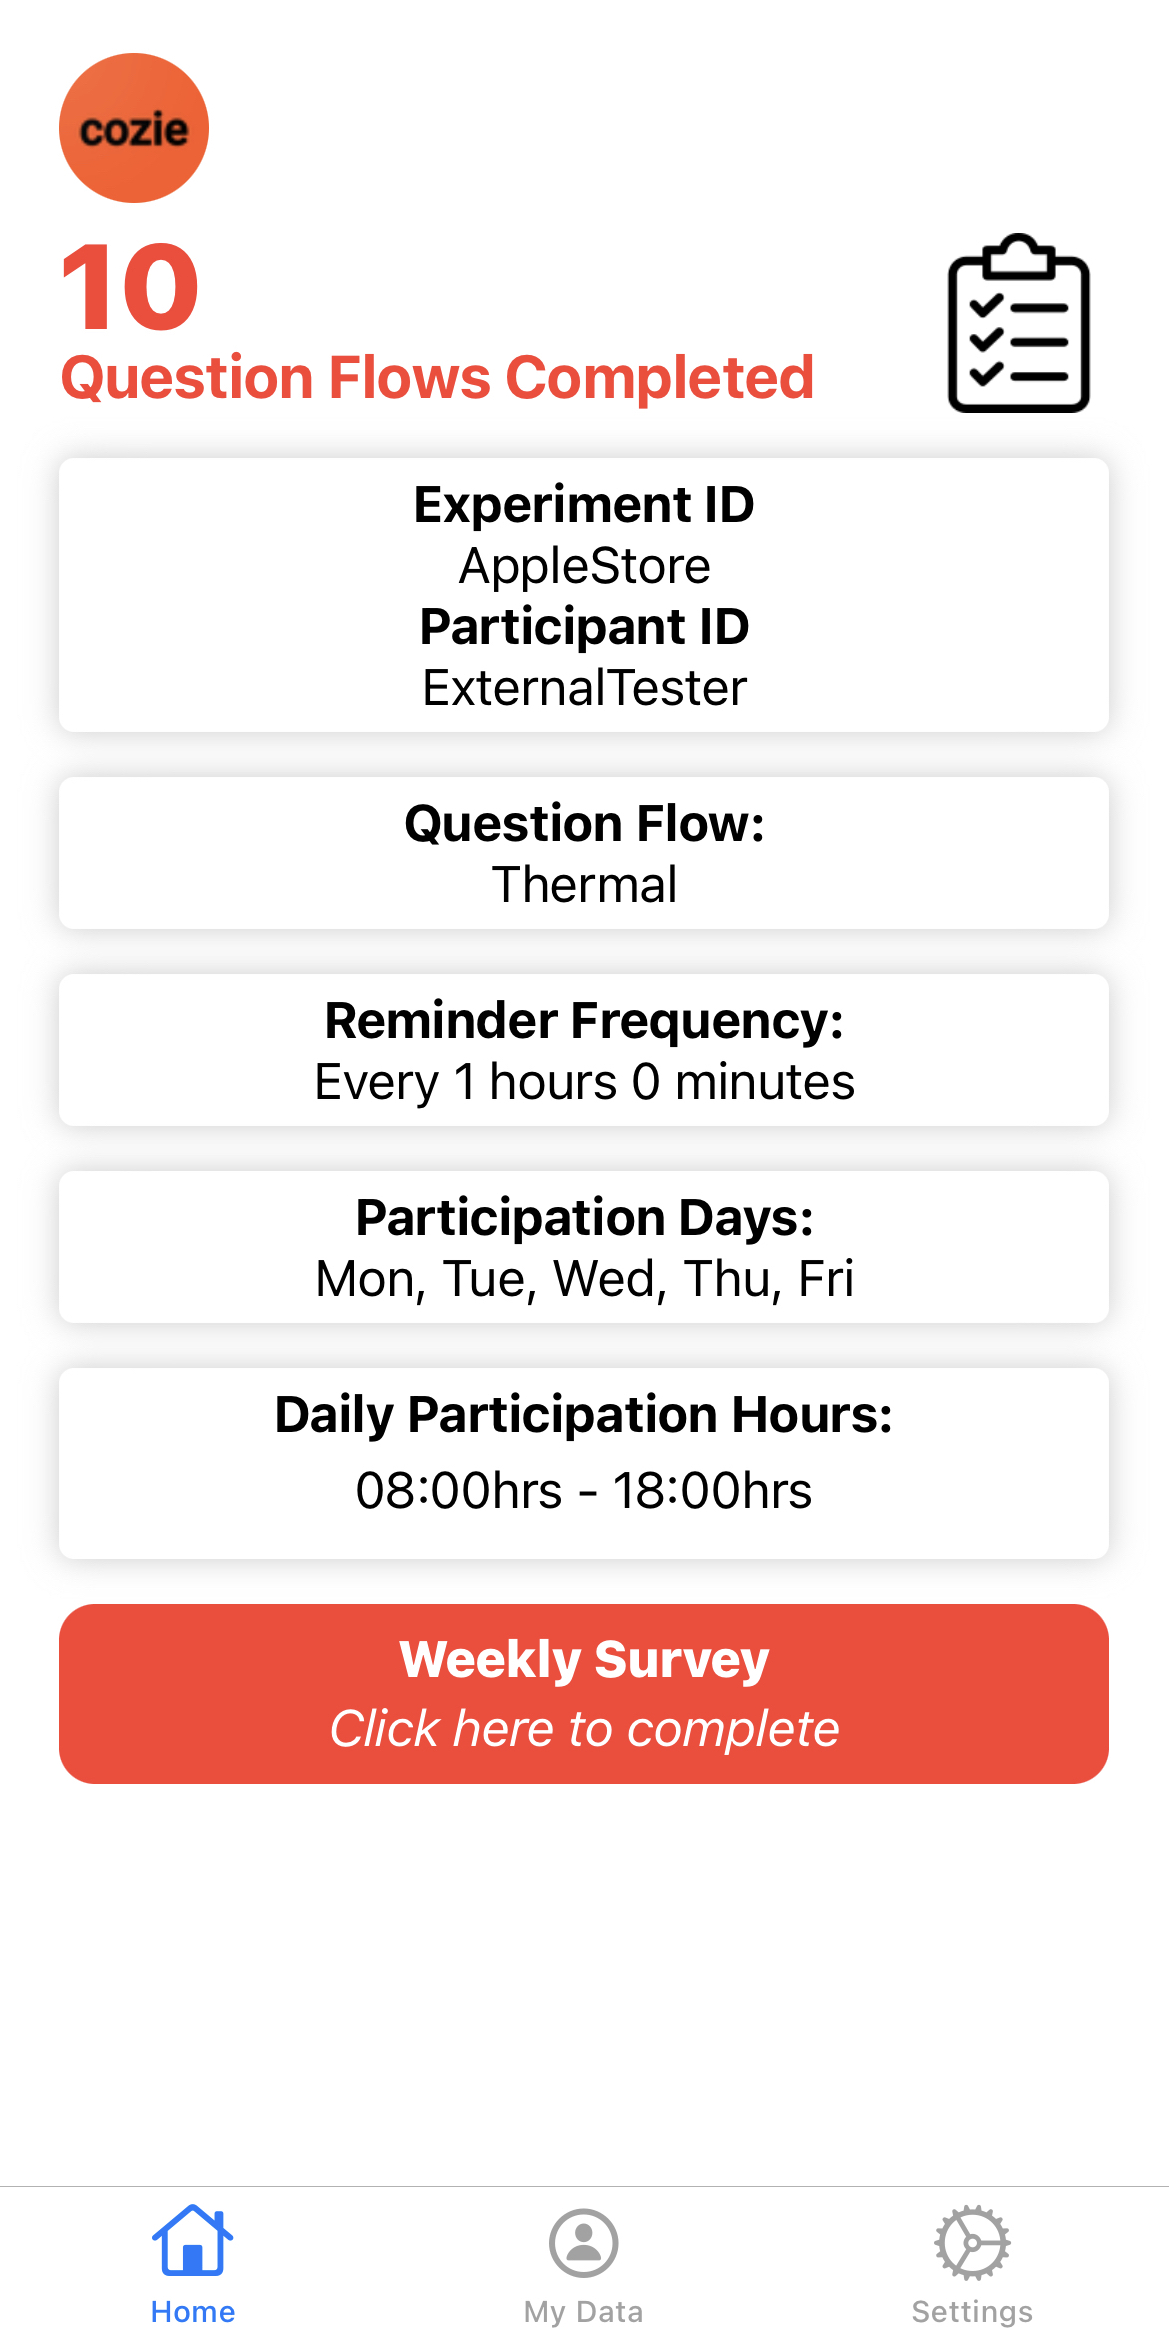 cozie
10
Question Flows Completed
Experiment ID
AppleStore
Participant ID
ExternalTester
Question Flow:
Thermal
Reminder Frequency:
Every 1 hours 0 minutes
Participation Days:
Mon, Tue, Wed, Thu, Fri
Daily Participation Hours:
08:00hrs - 18:00hrs
Weekly Survey
Click here to complete
Home
My Data
Settings